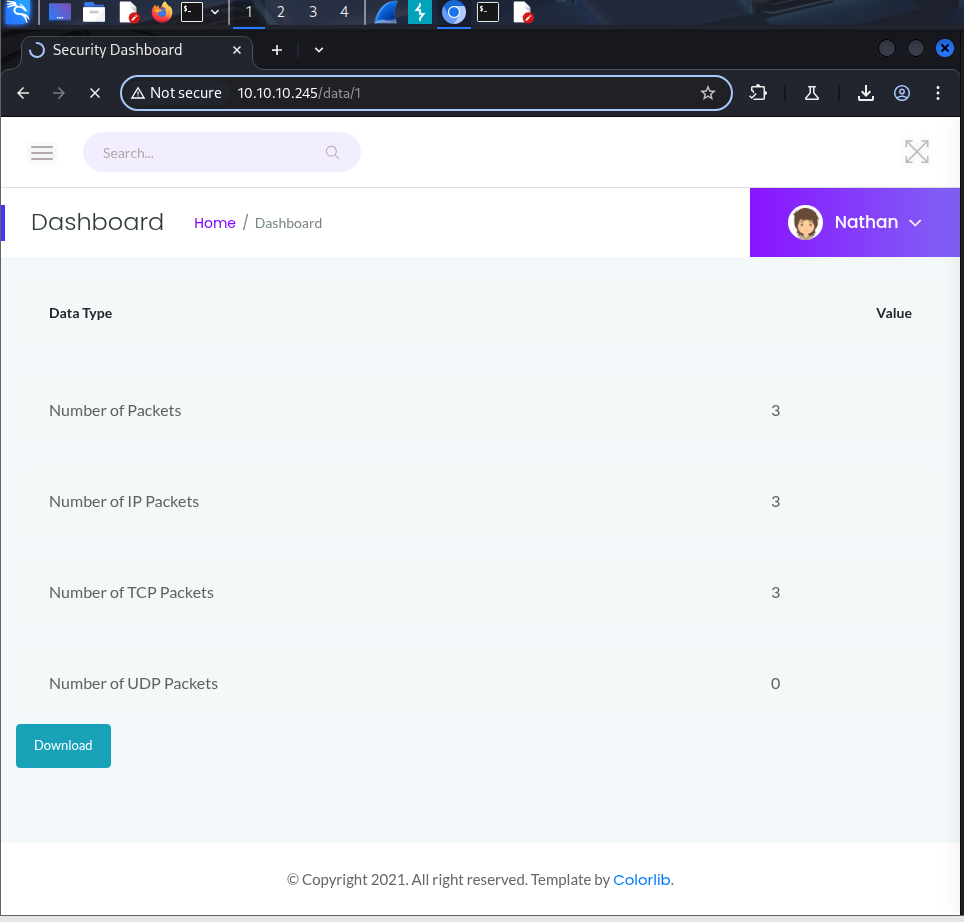 1 2 3 4
Security Dashboard
Not secure 10.10.10.245/data/1
Search...
Dashboard Home / Dashboard Nathan
Data Type Value
Number of Packets 3
Number of IP Packets 3
Number of TCP Packets 3
Number of UDP Packets 0
Download
© Copyright 2021. All right reserved. Template by Colorlib.